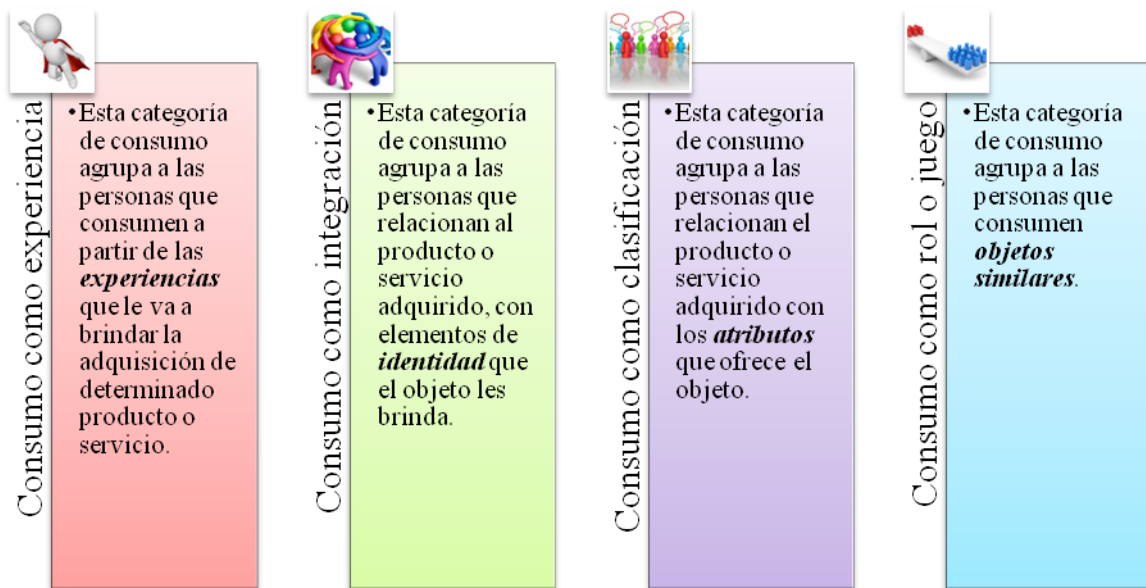 Consumo como experiencia
•Esta categoría
de consumo
agrupa a las
personas que
consumen a
partir de las
experiencias
que le va a
brindar la
adquisición de
determinado
producto o
servicio.
Consumo como integración
•Esta categoría
de consumo
agrupa a las
personas que
relacionan al
producto o
servicio
adquirido, con
elementos de
identidad que
el objeto les
brinda.
Consumo como clasificación
•Esta categoría
de consumo
agrupa a las
personas que
relacionan el
producto o
servicio
adquirido con
los atributos
que ofrece el
objeto.
Consumo como rol o juego
•Esta categoría
de consumo
agrupa a las
personas que
consumen
objetos
similares.